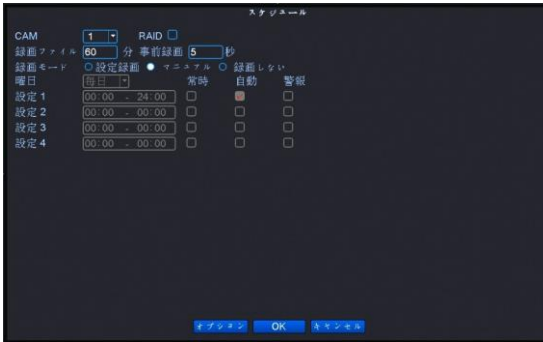 スケジュール
CAM 1 RAID
録画ファイル 60 分 事前録画 5 秒
録画モード 設定録画 マニュアル 録画しない
曜日 毎日 常時 自動 警報
設定 1 00:00 - 24:00
設定 2 00:00 - 00:00
設定 3 00:00 - 00:00
設定 4 00:00 - 00:00
オプション OK キャンセル